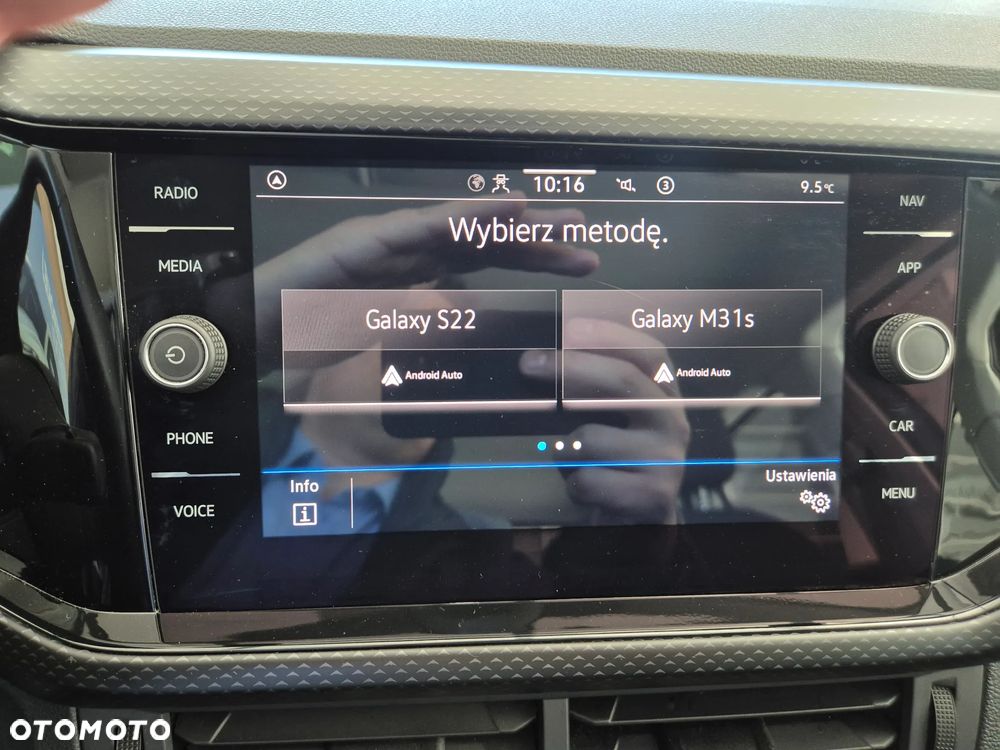 RADIO
MEDIA
PHONE
VOICE
10:16
3
9.5°C
Wybierz metodę.
Galaxy S22
Android Auto
Galaxy M31s
Android Auto
Info
i
Ustawienia
NAV
APP
CAR
MENU
OTOMOTO